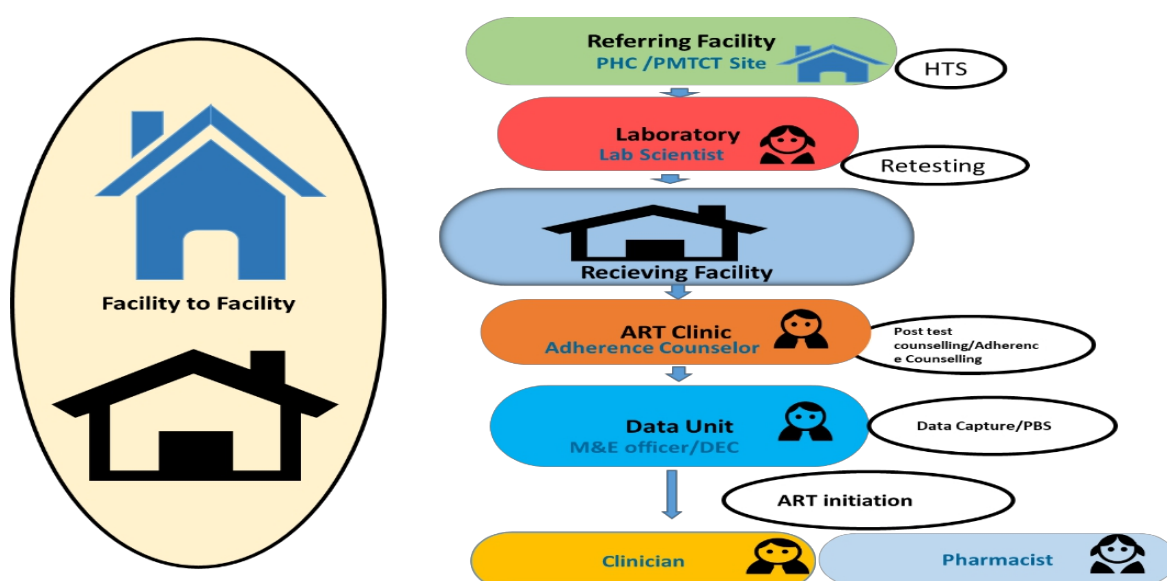 Facility to Facility
Referring Facility
PHC /PMTCT Site
HTS
Laboratory
Lab Scientist
Retesting
Recieving Facility
ART Clinic
Adherence Counselor
Post test
counselling/Adherenc
e Counselling
Data Unit
M&E officer/DEC
Data Capture/PBS
ART initiation
Clinician
Pharmacist